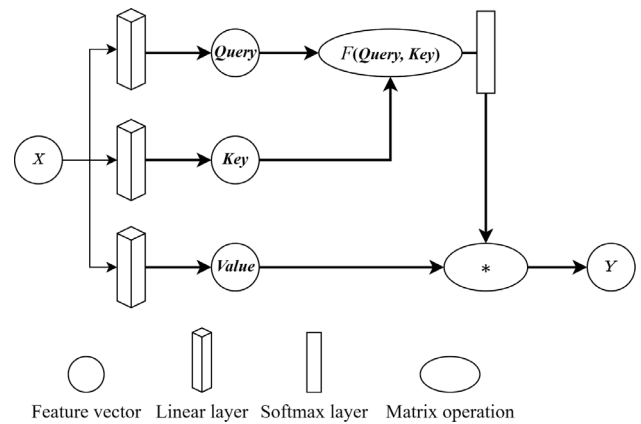 Query
F(Query, Key)
X
Key
Value
*
Y
Feature vector
Linear layer
Softmax layer
Matrix operation